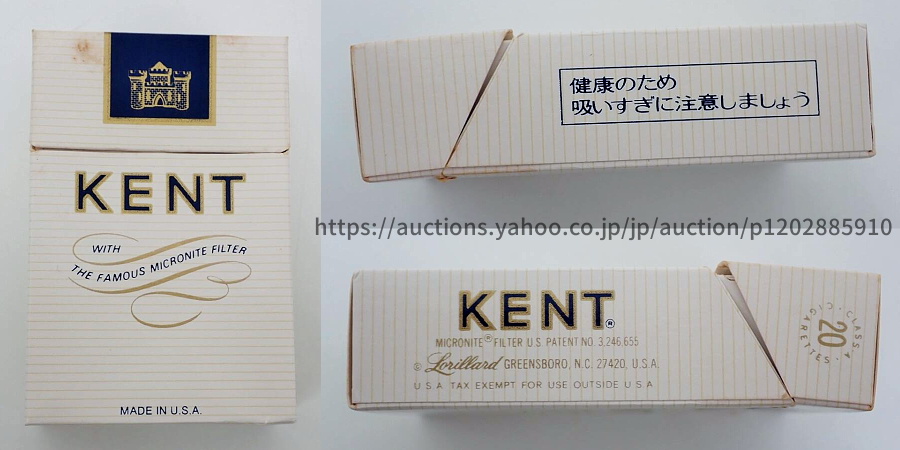 KENT
WITH
THE FAMOUS MICRONITE FILTER
MADE IN U.S.A.
健康のため
吸いすぎに注意しましょう
https://auctions.yahoo.co.jp/jp/auction/p1202885910
KENT®
MICRONITE® FILTER U.S. PATENT NO. 3,246,655
© Lorillard GREENSBORO, N.C. 27420, U.S.A.
U S A TAX EXEMPT FOR USE OUTSIDE U S A
CLASS A
20
CIGARETTES